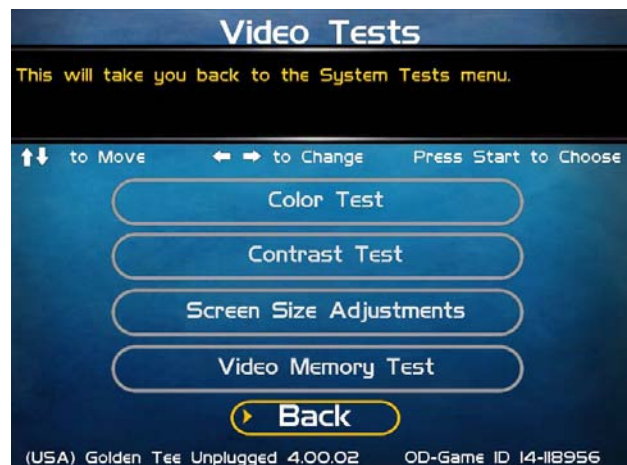 Video Tests
This will take you back to the System Tests menu.
to Move to Change Press Start to Choose
Color Test
Contrast Test
Screen Size Adjustments
Video Memory Test
Back
(USA) Golden Tee Unplugged 4.00.02 OD-Game ID 14-118956